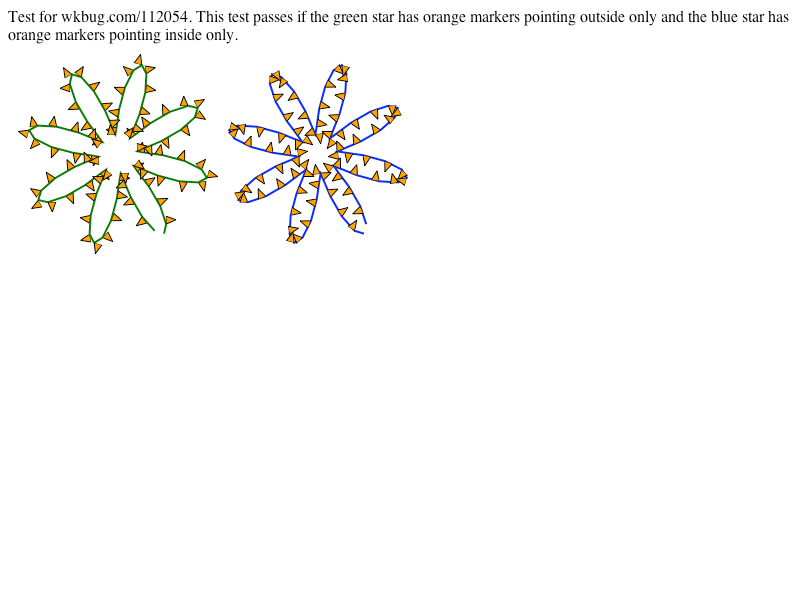 Test for wkbug.com/112054. This test passes if the green star has orange markers pointing outside only and the blue star has
orange markers pointing inside only.